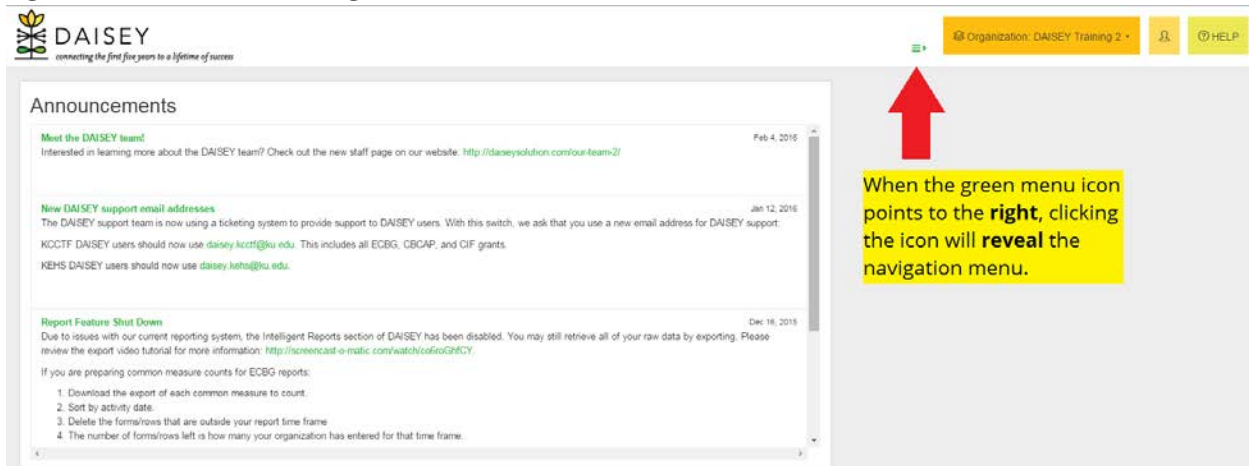 DAISEY
connecting the first five years to a lifetime of success
Organization: DAISEY Training 2
HELP
Announcements
Meet the DAISEY team!
Feb 4, 2016
Interested in learning more about the DAISEY team? Check out the new staff page on our website: http://daiseysolution.com/our-team-2/
New DAISEY support email addresses
Jan 12, 2016
The DAISEY support team is now using a ticketing system to provide support to DAISEY users. With this switch, we ask that you use a new email address for DAISEY support:
KCCTF DAISEY users should now use daisey.kcctf@ku.edu. This includes all ECBG, CBCAP, and CIF grants.
KEHS DAISEY users should now use daisey.kehs@ku.edu.
Report Feature Shut Down
Dec 16, 2015
Due to issues with our current reporting system, the Intelligent Reports section of DAISEY has been disabled. You may still retrieve all of your raw data by exporting. Please
review the export video tutorial for more information: http://screencast-o-matic.com/watch/co6roGhfCY.
If you are preparing common measure counts for ECBG reports:
1. Download the export of each common measure to count.
2. Sort by activity date.
3. Delete the forms/rows that are outside your report time frame
4. The number of forms/rows left is how many your organization has entered for that time frame.
When the green menu icon
points to the right, clicking
the icon will reveal the
navigation menu.